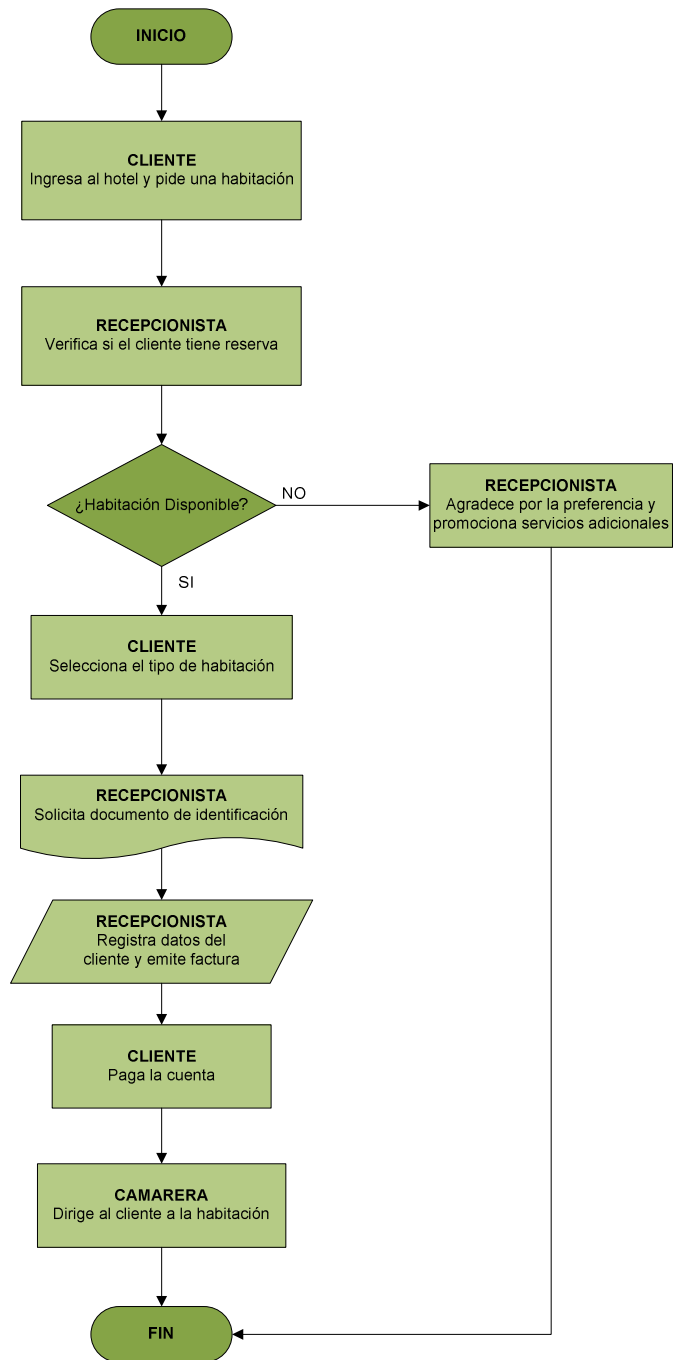 INICIO
CLIENTE
Ingresa al hotel y pide una habitación
RECEPCIONISTA
Verifica si el cliente tiene reserva
¿Habitación Disponible?
NO
RECEPCIONISTA
Agradece por la preferencia y
promociona servicios adicionales
SI
CLIENTE
Selecciona el tipo de habitación
RECEPCIONISTA
Solicita documento de identificación
RECEPCIONISTA
Registra datos del
cliente y emite factura
CLIENTE
Paga la cuenta
CAMARERA
Dirige al cliente a la habitación
FIN